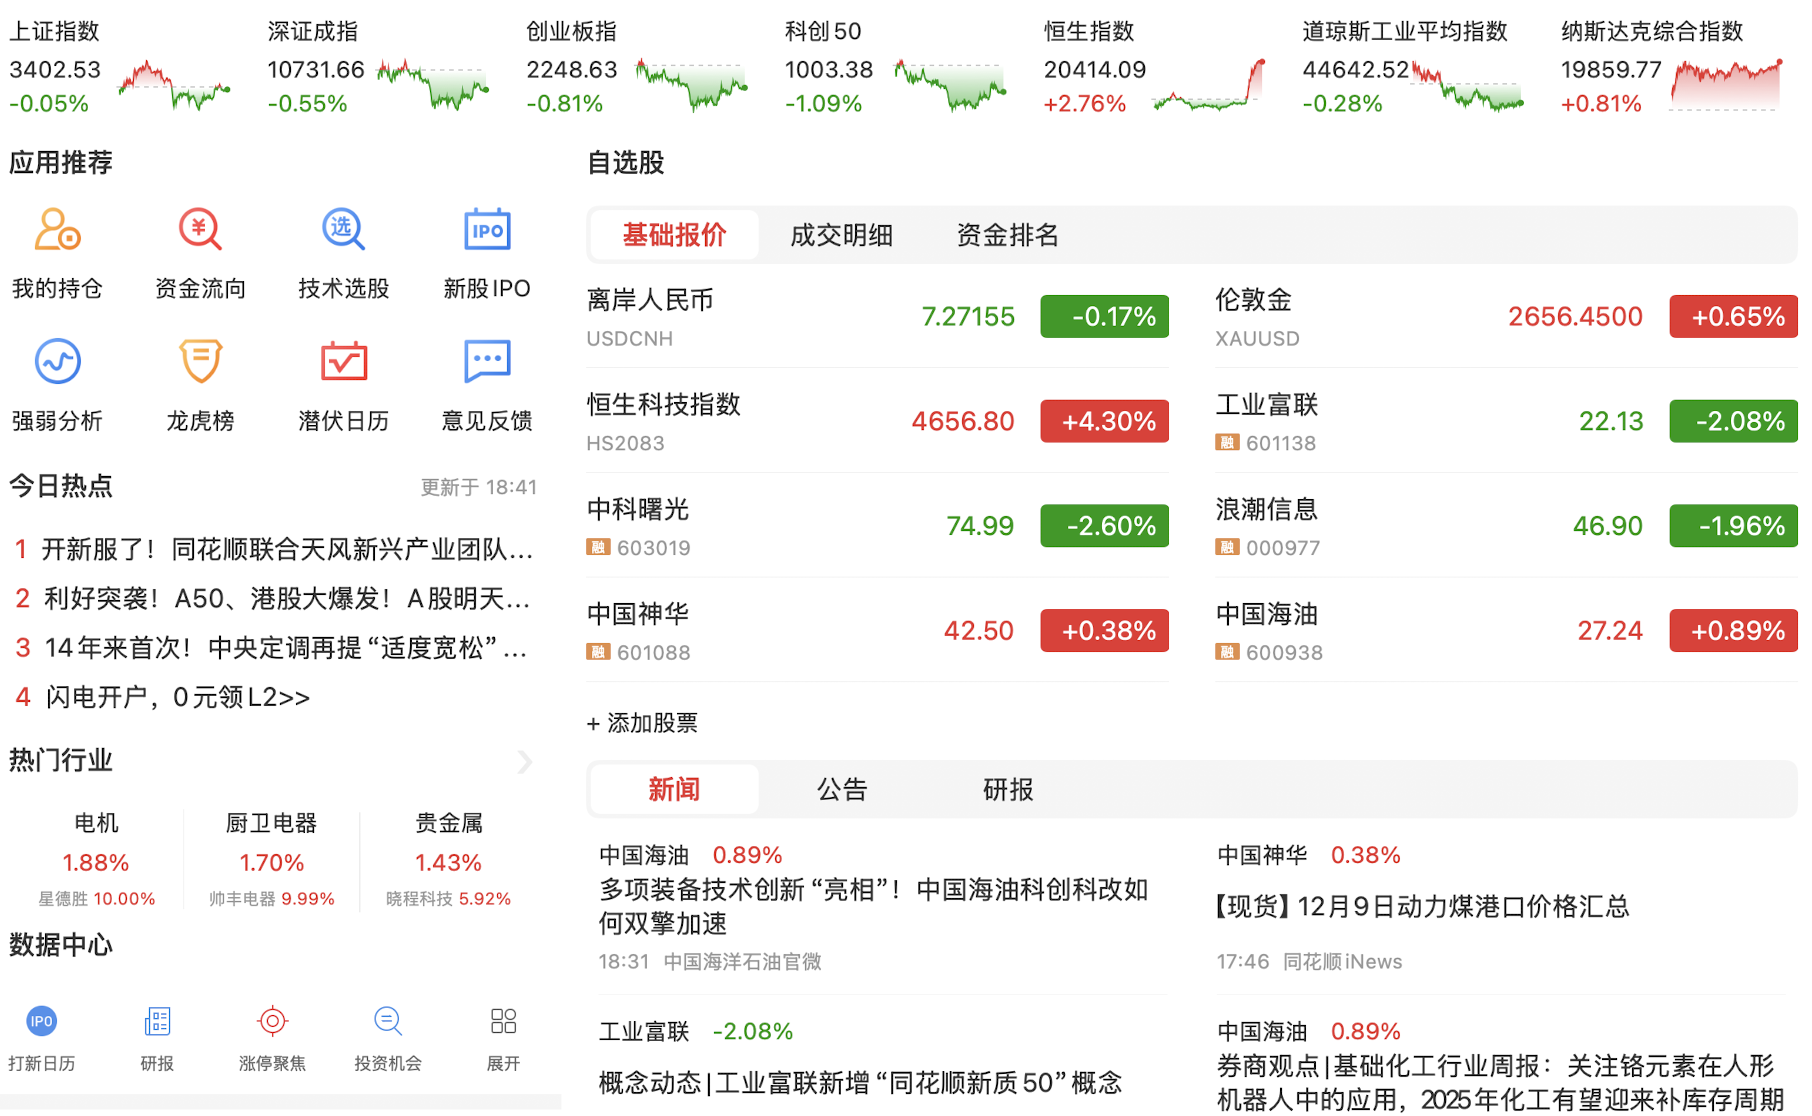 上证指数
3402.53
-0.05%
深证成指
10731.66
-0.55%
创业板指
2248.63
-0.81%
科创50
1003.38
-1.09%
恒生指数
20414.09
+2.76%
道琼斯工业平均指数
44642.52
-0.28%
纳斯达克综合指数
19859.77
+0.81%
应用推荐
我的持仓
¥
资金流向
选
技术选股
IPO
新股IPO
强弱分析
龙虎榜
潜伏日历
意见反馈
今日热点
更新于 18:41
1 开新服了！同花顺联合天风新兴产业团队...
2 利好突袭！A50、港股大爆发！A股明天...
3 14年来首次！中央定调再提“适度宽松”...
4 闪电开户，0元领L2>>
热门行业
电机
1.88%
星德胜 10.00%
厨卫电器
1.70%
帅丰电器 9.99%
贵金属
1.43%
晓程科技 5.92%
数据中心
IPO
打新日历
研报
涨停聚焦
投资机会
展开
自选股
基础报价 成交明细 资金排名
离岸人民币
USDCNH
7.27155
-0.17%
伦敦金
XAUUSD
2656.4500
+0.65%
恒生科技指数
HS2083
4656.80
+4.30%
工业富联
融 601138
22.13
-2.08%
中科曙光
融 603019
74.99
-2.60%
浪潮信息
融 000977
46.90
-1.96%
中国神华
融 601088
42.50
+0.38%
中国海油
融 600938
27.24
+0.89%
+ 添加股票
新闻 公告 研报
中国海油 0.89%
多项装备技术创新“亮相”！中国海油科创科改如
何双擎加速
18:31 中国海洋石油官微
中国神华 0.38%
【现货】12月9日动力煤港口价格汇总
17:46 同花顺iNews
工业富联 -2.08%
概念动态|工业富联新增“同花顺新质50”概念
中国海油 0.89%
券商观点|基础化工行业周报：关注铬元素在人形
机器人中的应用，2025年化工有望迎来补库存周期